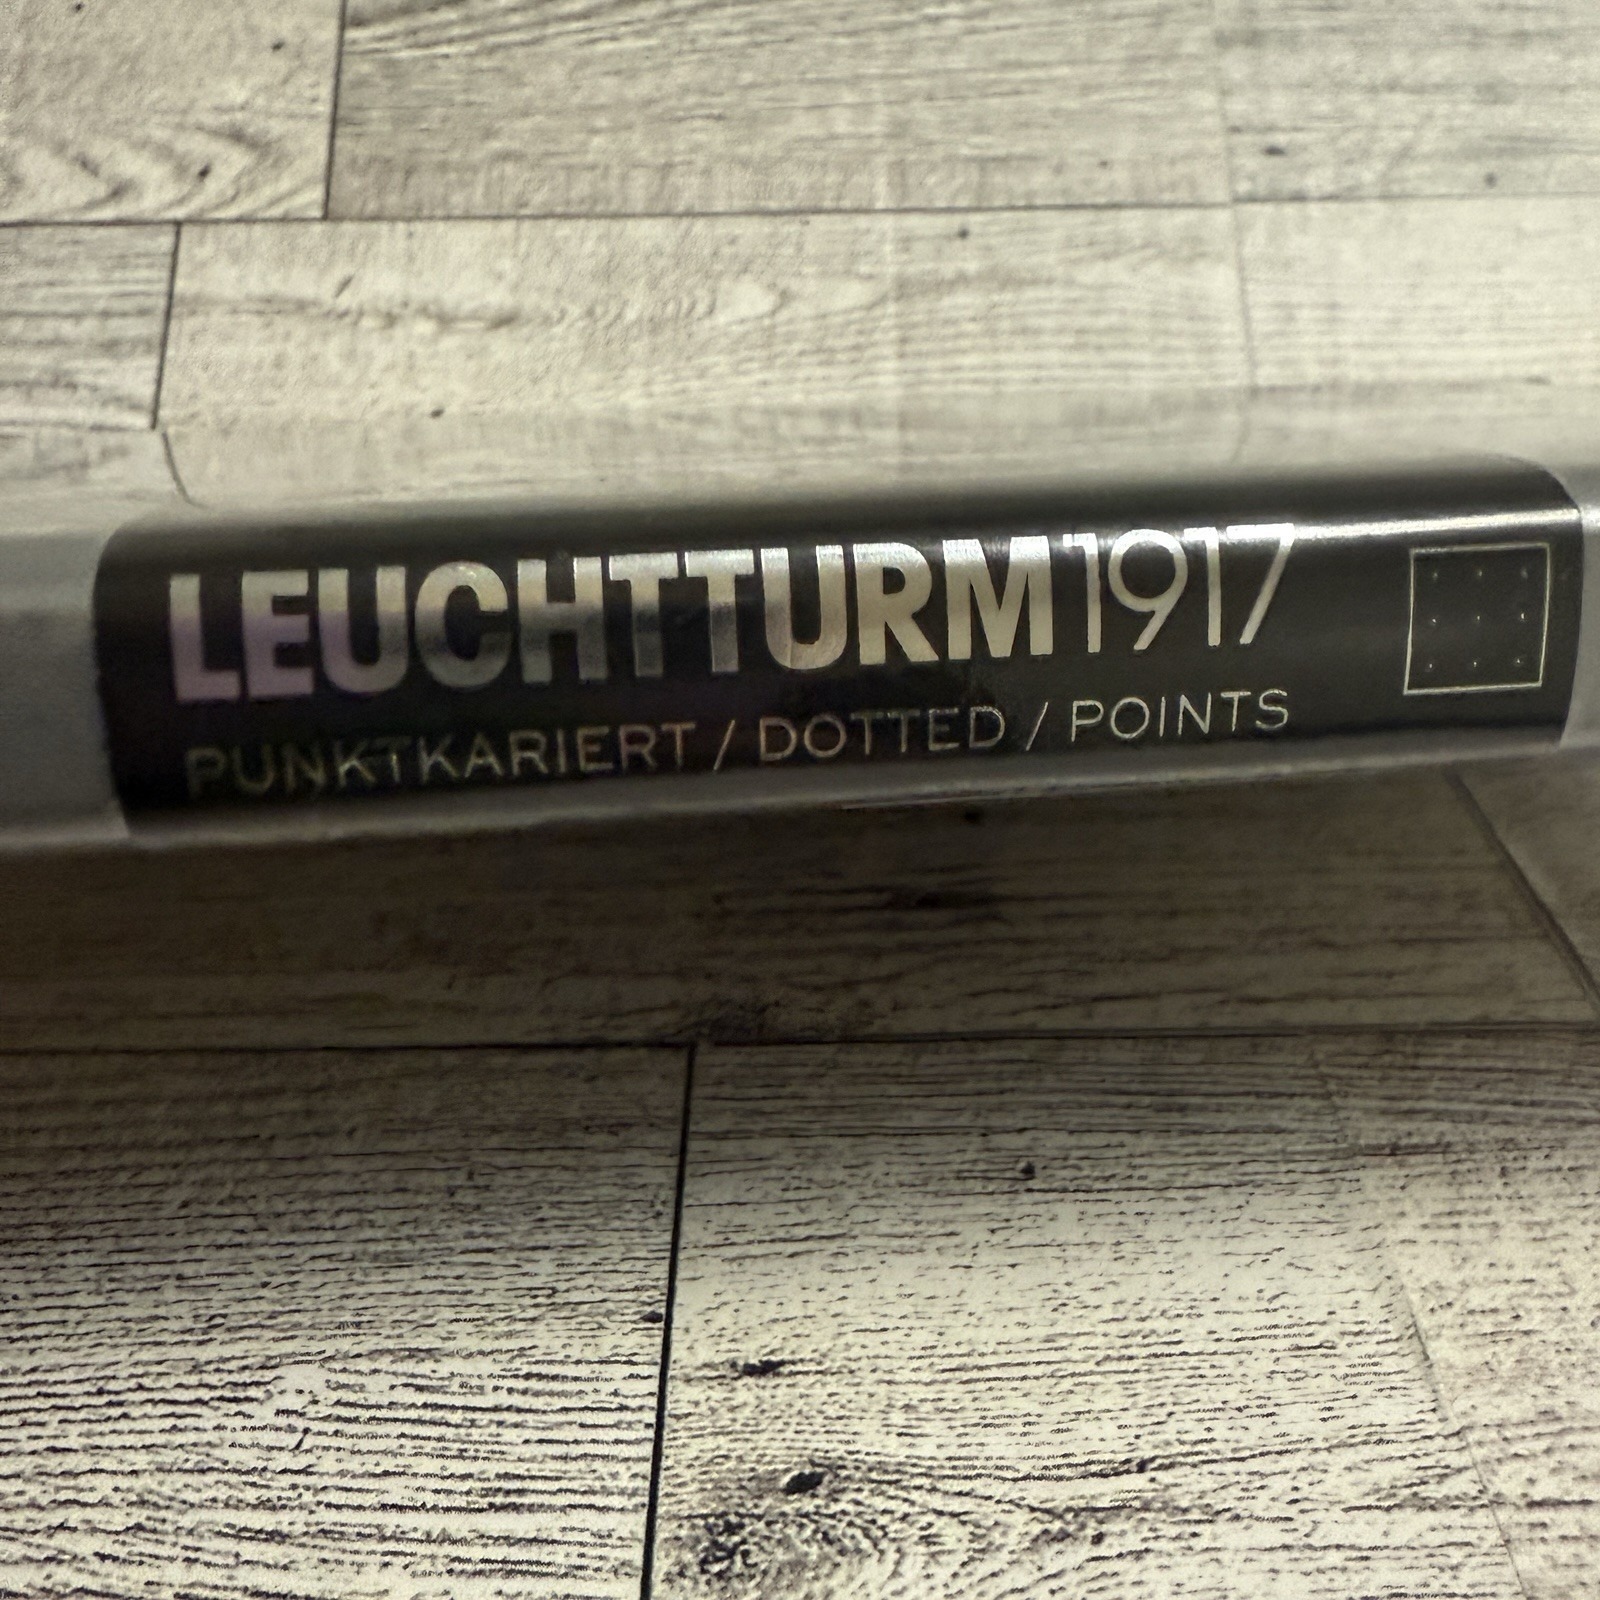 LEUCHTTURM1917
PUNKTKARIERT / DOTTED / POINTS